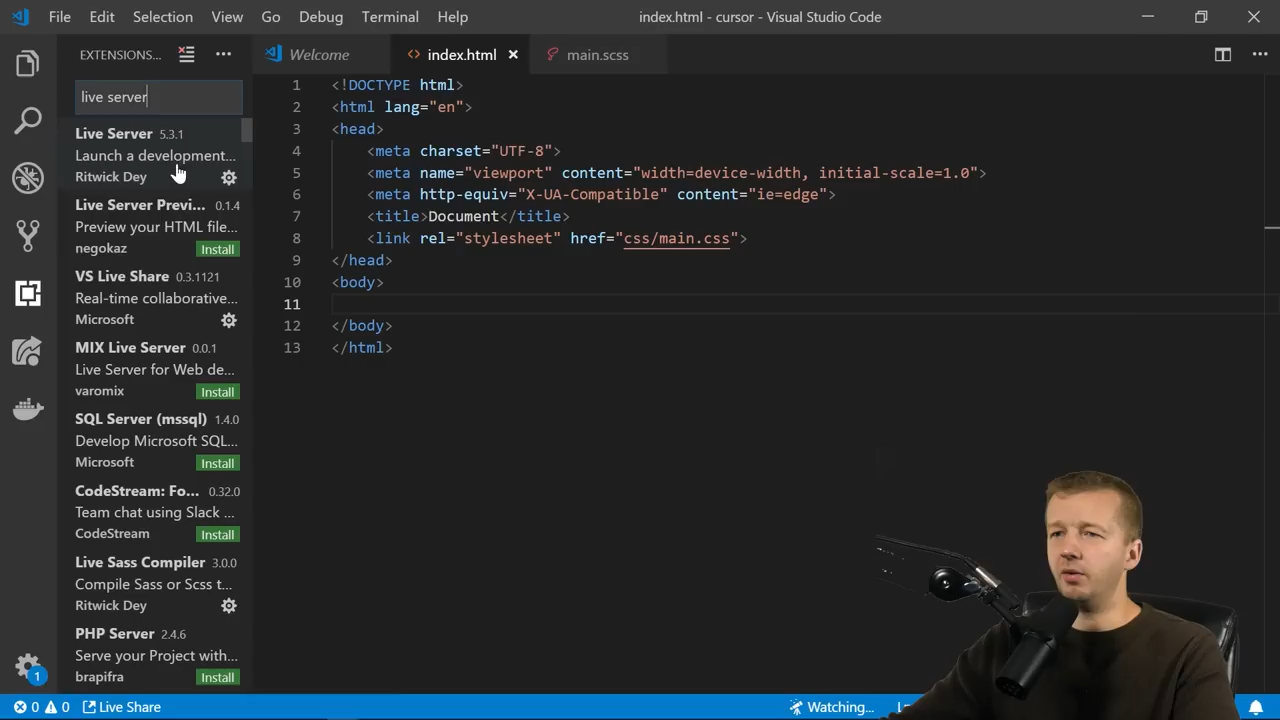 File Edit Selection View Go Debug Terminal Help
index.html - cursor - Visual Studio Code
EXTENSIONS...
Welcome
index.html
main.scss
live server
Live Server 5.3.1
Launch a development...
Ritwick Dey
Live Server Previ... 0.1.4
Preview your HTML file...
negokaz Install
VS Live Share 0.3.1121
Real-time collaborative...
Microsoft
MIX Live Server 0.0.1
Live Server for Web de...
varomix Install
SQL Server (mssql) 1.4.0
Develop Microsoft SQL...
Microsoft Install
CodeStream: Fo... 0.32.0
Team chat using Slack ...
CodeStream Install
Live Sass Compiler 3.0.0
Compile Sass or Scss t...
Ritwick Dey
PHP Server 2.4.6
Serve your Project with...
brapifra Install
1 <!DOCTYPE html>
2 <html lang="en">
3 <head>
4 <meta charset="UTF-8">
5 <meta name="viewport" content="width=device-width, initial-scale=1.0">
6 <meta http-equiv="X-UA-Compatible" content="ie=edge">
7 <title>Document</title>
8 <link rel="stylesheet" href="css/main.css">
9 </head>
10 <body>
11
12 </body>
13 </html>
1
0 0 Live Share
Watching...